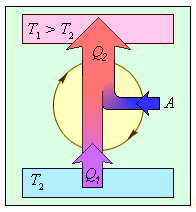 T₁ > T₂
Q₂
A
Q₁
T₂